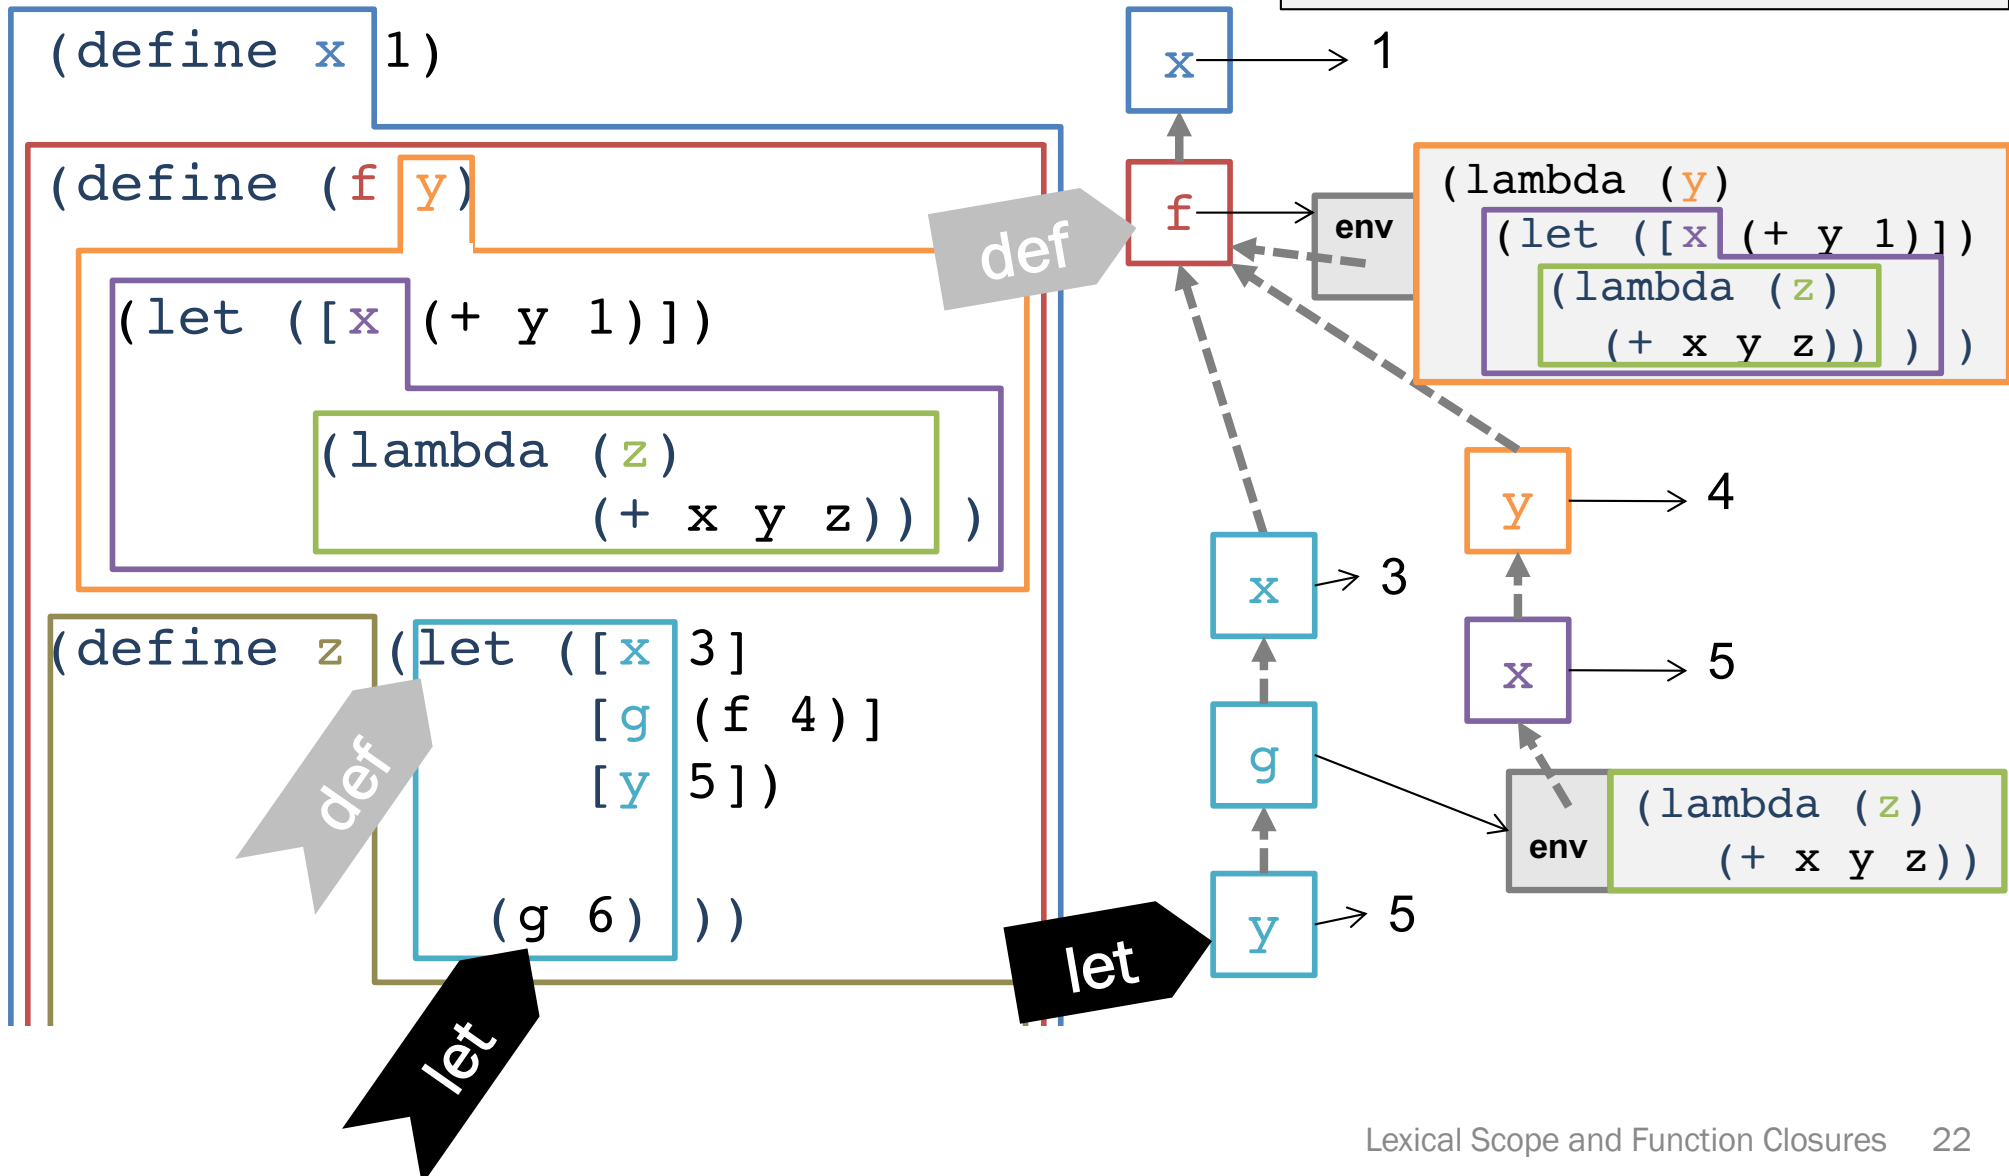 (define x 1)
(define (f y)
(let ([x (+ y 1)])
(lambda (z)
(+ x y z)) )
(define z (let ([x 3]
[g (f 4)]
[y 5])
(g 6) ))
def
let
def
let
x
1
f
env
(lambda (y)
(let ([x (+ y 1)])
(lambda (z)
(+ x y z)) ) )
x
3
g
y
5
y
4
x
5
env
(lambda (z)
(+ x y z))
Lexical Scope and Function Closures 22